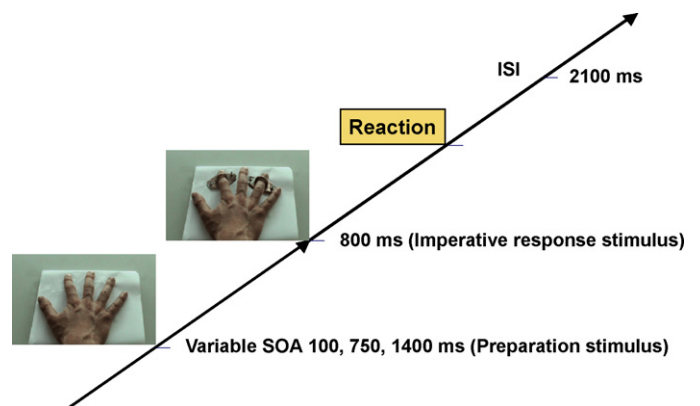 ISI
2100 ms
Reaction
800 ms (Imperative response stimulus)
Variable SOA 100, 750, 1400 ms (Preparation stimulus)